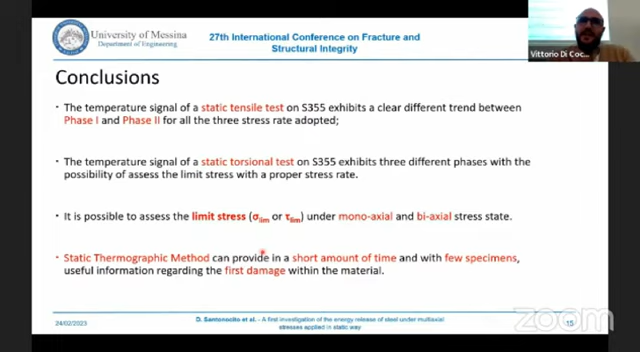 University of Messina
Department of Engineering
27th International Conference on Fracture and
Structural Integrity
Vittorio Di Coc...
Conclusions
• The temperature signal of a static tensile test on S355 exhibits a clear different trend between
Phase I and Phase II for all the three stress rate adopted;
• The temperature signal of a static torsional test on S355 exhibits three different phases with the
possibility of assess the limit stress with a proper stress rate.
• It is possible to assess the limit stress (σlim or τlim) under mono-axial and bi-axial stress state.
• Static Thermographic Method can provide in a short amount of time and with few specimens,
useful information regarding the first damage within the material.
24/02/2023
D. Santonocito et al. - A first investigation of the energy release of steel under multiaxial
stresses applied in static way
15
zoom